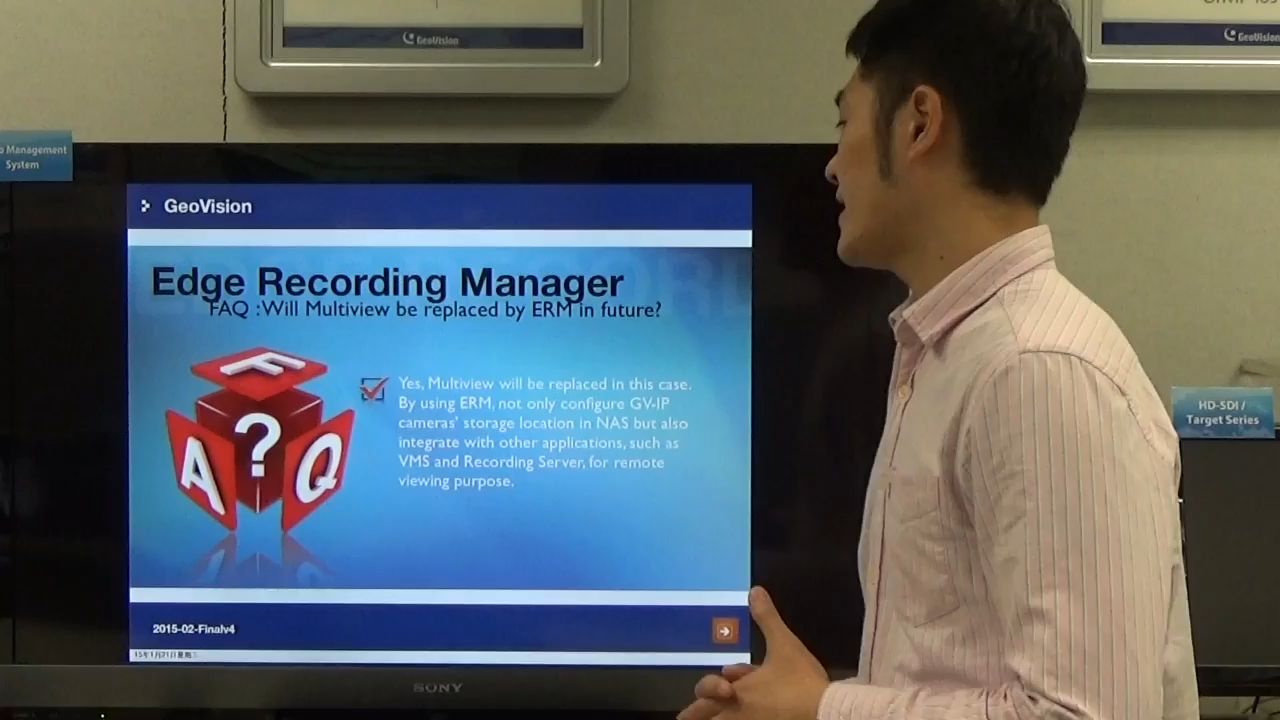 GeoVision
GeoVision
Management
System
GeoVision
Edge Recording Manager
FAQ :Will Multiview be replaced by ERM in future?
F
A
?
Q
Yes, Multiview will be replaced in this case.
By using ERM, not only configure GV-IP
cameras' storage location in NAS but also
integrate with other applications, such as
VMS and Recording Server, for remote
viewing purpose.
HD-SDI /
Target Series
2015-02-Finalv4
SONY